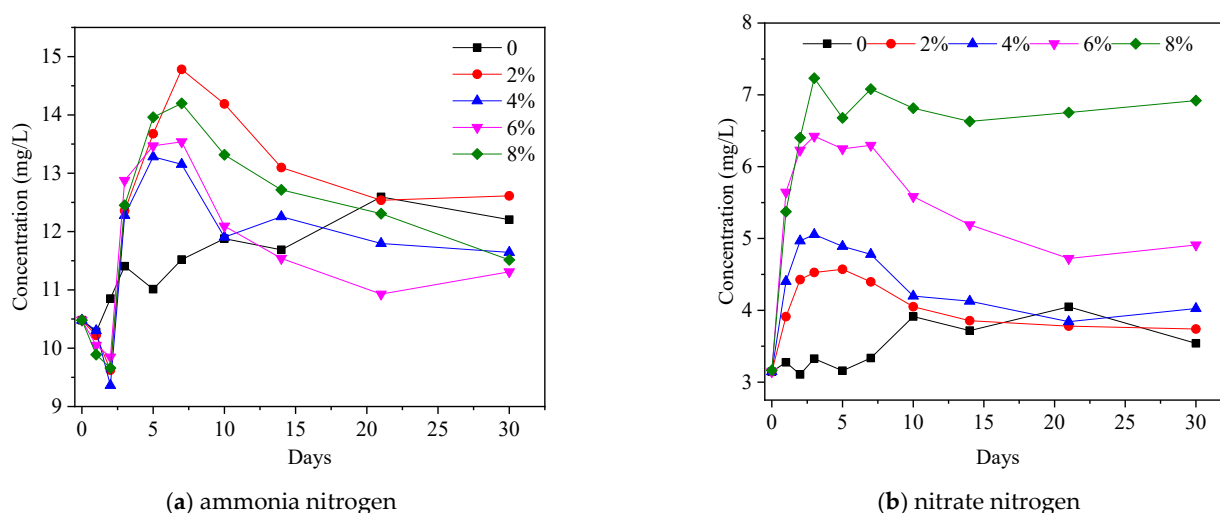 15
14
13
12
11
10
9
Concentration (mg/L)
0
2%
4%
6%
8%
0 5 10 15 20 25 30
Days
(a) ammonia nitrogen
8
7
6
5
4
3
Concentration (mg/L)
0 2% 4% 6% 8%
0 5 10 15 20 25 30
Days
(b) nitrate nitrogen